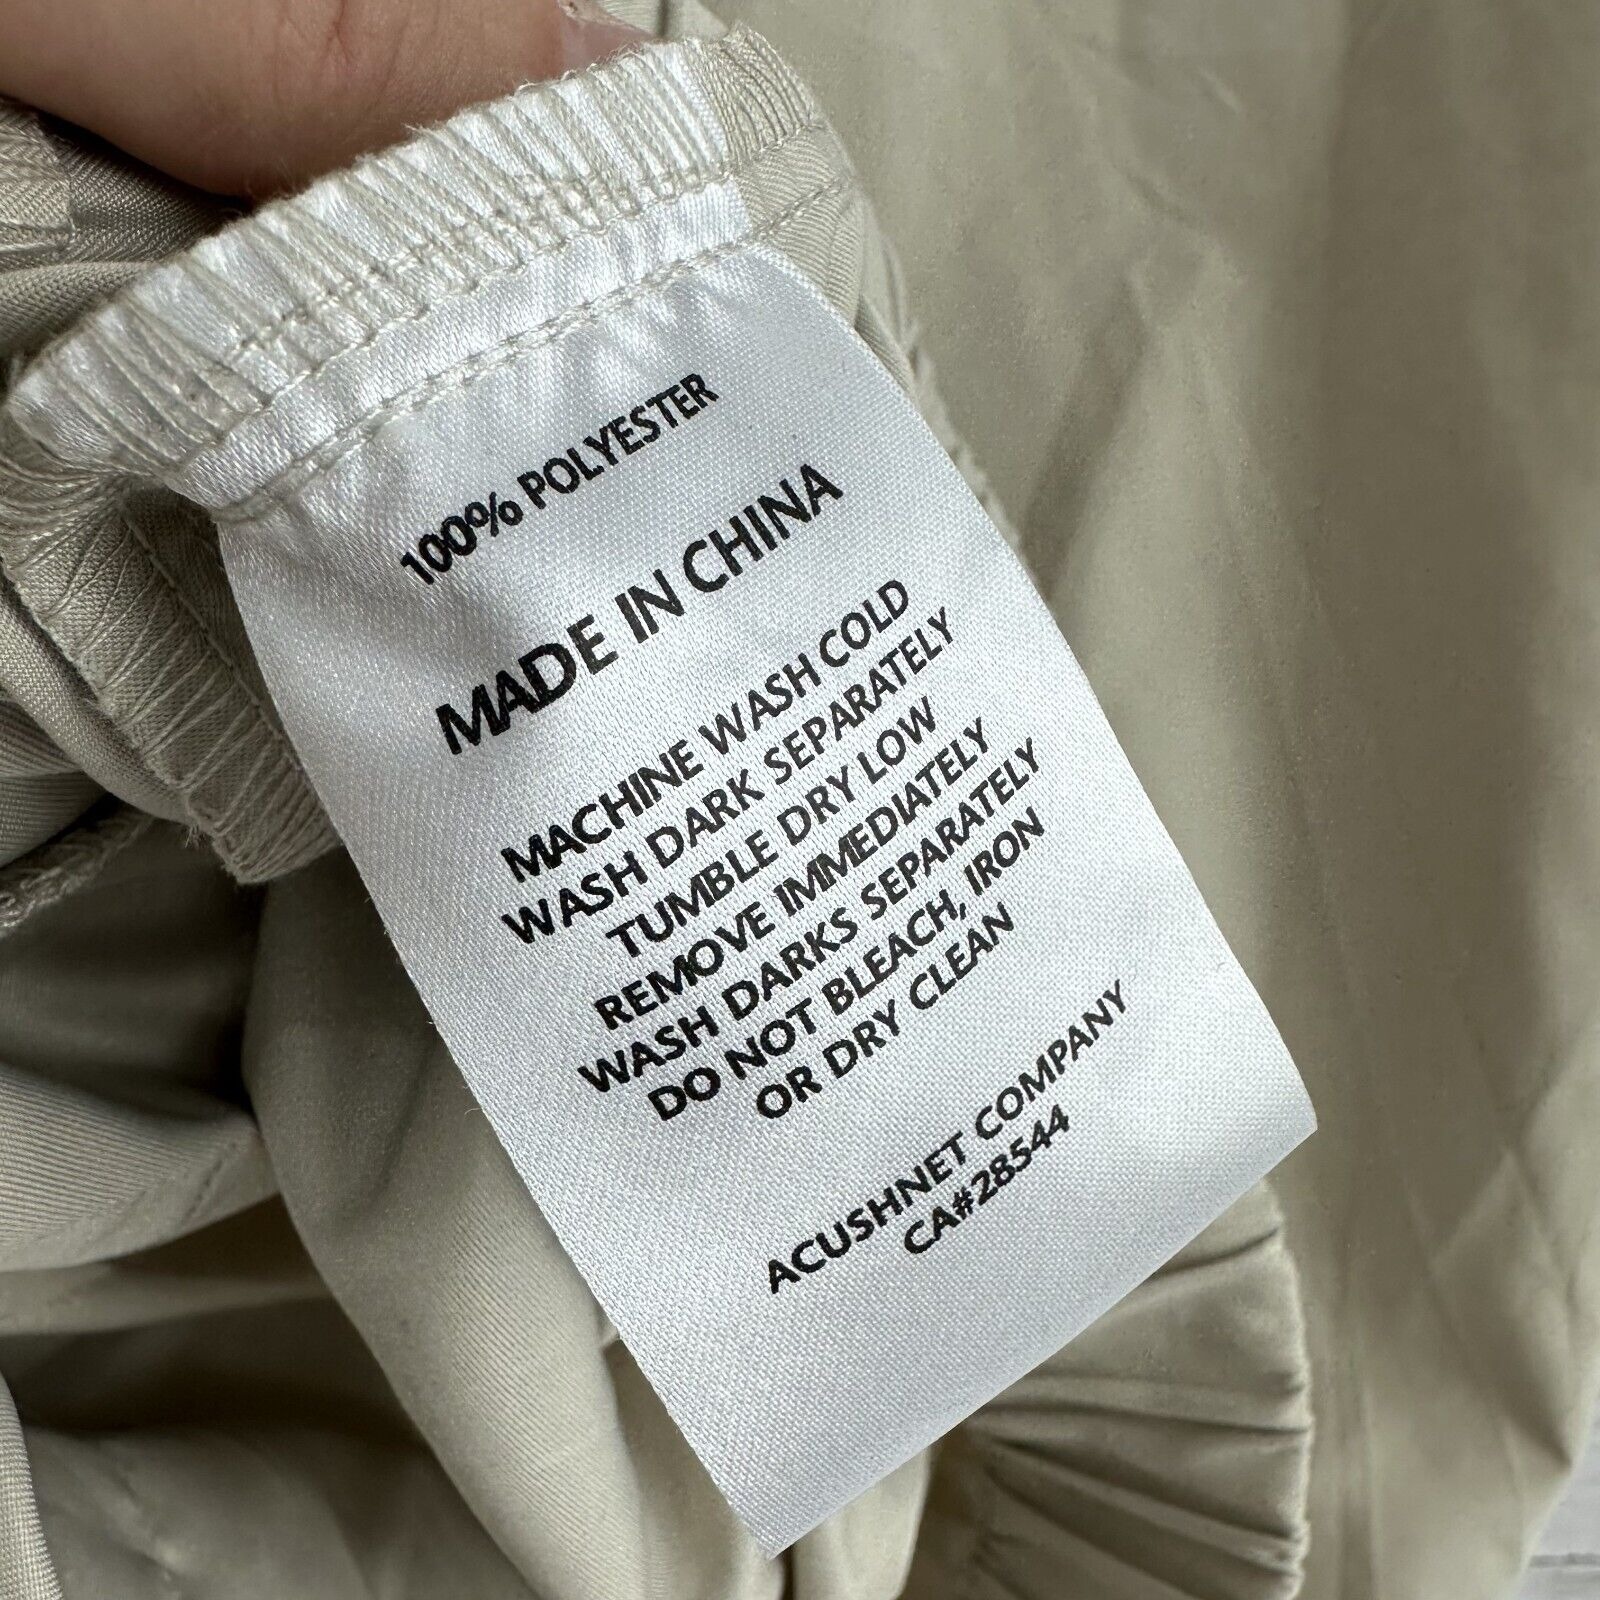 100% POLYESTER
MADE IN CHINA
MACHINE WASH COLD
WASH DARK SEPARATELY
TUMBLE DRY LOW
REMOVE IMMEDIATELY
WASH DARKS SEPARATELY
DO NOT BLEACH, IRON
OR DRY CLEAN
ACUSHNET COMPANY
CA#28544